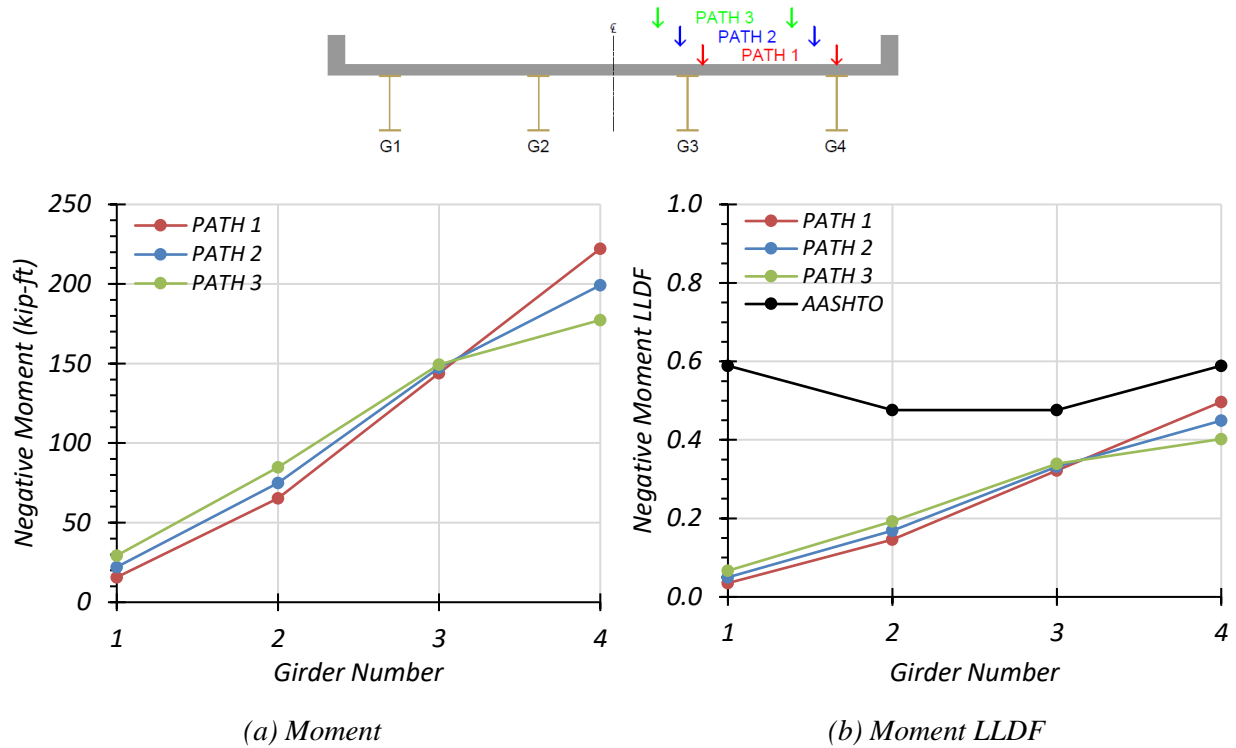 PATH 3
℄
PATH 2
PATH 1
G1 G2 G3 G4
250
200
150
100
50
0
Negative Moment (kip-ft)
PATH 1
PATH 2
PATH 3
1 2 3 4
Girder Number
(a) Moment
1.0
0.8
0.6
0.4
0.2
0.0
Negative Moment LLDF
PATH 1
PATH 2
PATH 3
AASHTO
1 2 3 4
Girder Number
(b) Moment LLDF